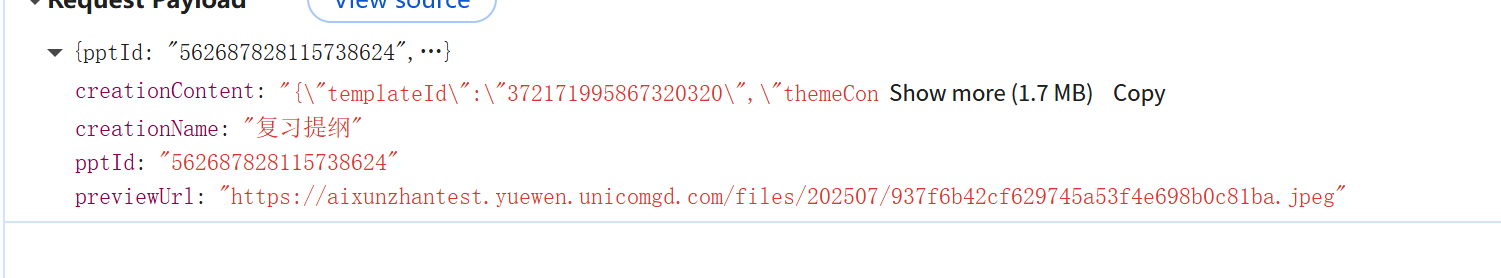 Request Payload View source
{pptId: "562687828115738624",…}
creationContent: "{\"templateId\":\"372171995867320320\",\"themeCon Show more (1.7 MB) Copy
creationName: "复习提纲"
pptId: "562687828115738624"
previewUrl: "https://aixunzhantest.yuewen.unicomgd.com/files/202507/937f6b42cf629745a53f4e698b0c81ba.jpeg"